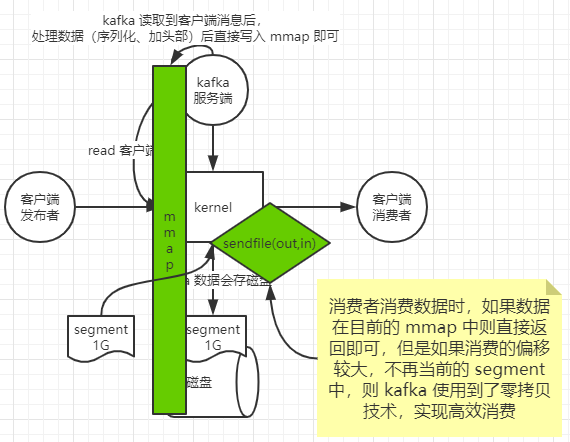 kafka 读取到客户端消息后，
处理数据（序列化、加头部）后直接写入 mmap 即可
kafka
服务端
read 客户端
客户端
发布者
mmap
kernel
客户端
消费者
sendfile(out,in)
数据会存磁盘
segment
1G
segment
1G
磁盘
消费者消费数据时，如果数据
在目前的 mmap 中则直接返
回即可，但是如果消费的偏移
较大，不再当前的 segment
中，则 kafka 使用到了零拷贝
技术，实现高效消费